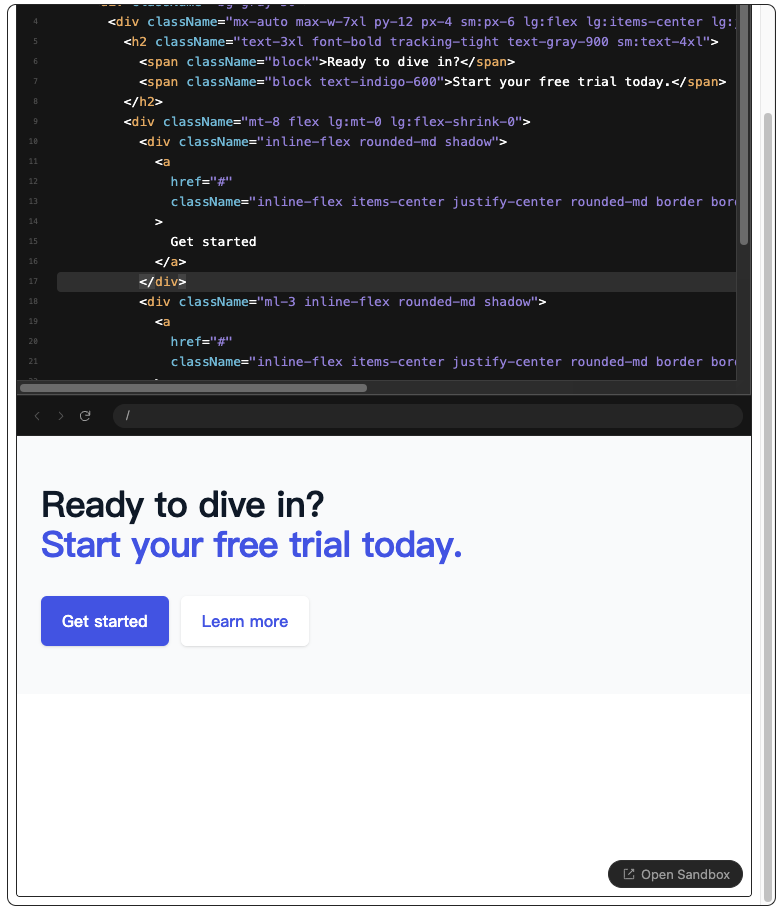 4 <div className="mx-auto max-w-7xl py-12 px-4 sm:px-6 lg:flex lg:items-center lg:
5 <h2 className="text-3xl font-bold tracking-tight text-gray-900 sm:text-4xl">
6 <span className="block">Ready to dive in?</span>
7 <span className="block text-indigo-600">Start your free trial today.</span>
8 </h2>
9 <div className="mt-8 flex lg:mt-0 lg:flex-shrink-0">
10 <div className="inline-flex rounded-md shadow">
11 <a
12 href="#"
13 className="inline-flex items-center justify-center rounded-md border bor
14 >
15 Get started
16 </a>
17 </div>
18 <div className="ml-3 inline-flex rounded-md shadow">
19 <a
20 href="#"
21 className="inline-flex items-center justify-center rounded-md border bor
/
Ready to dive in?
Start your free trial today.
Get started Learn more
Open Sandbox